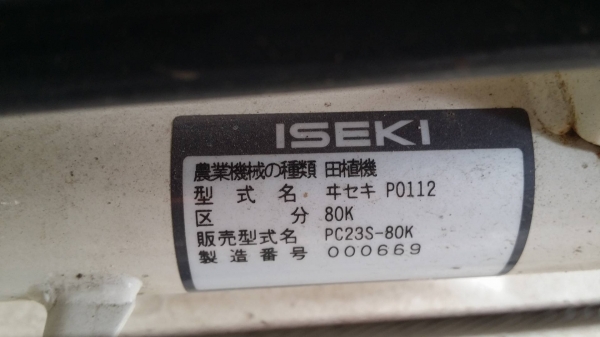 ISEKI
農業機械の種類 田植機
型式名 ヰセキ P0112
区分 80K
販売型式名 PC23S-80K
製造番号 000669